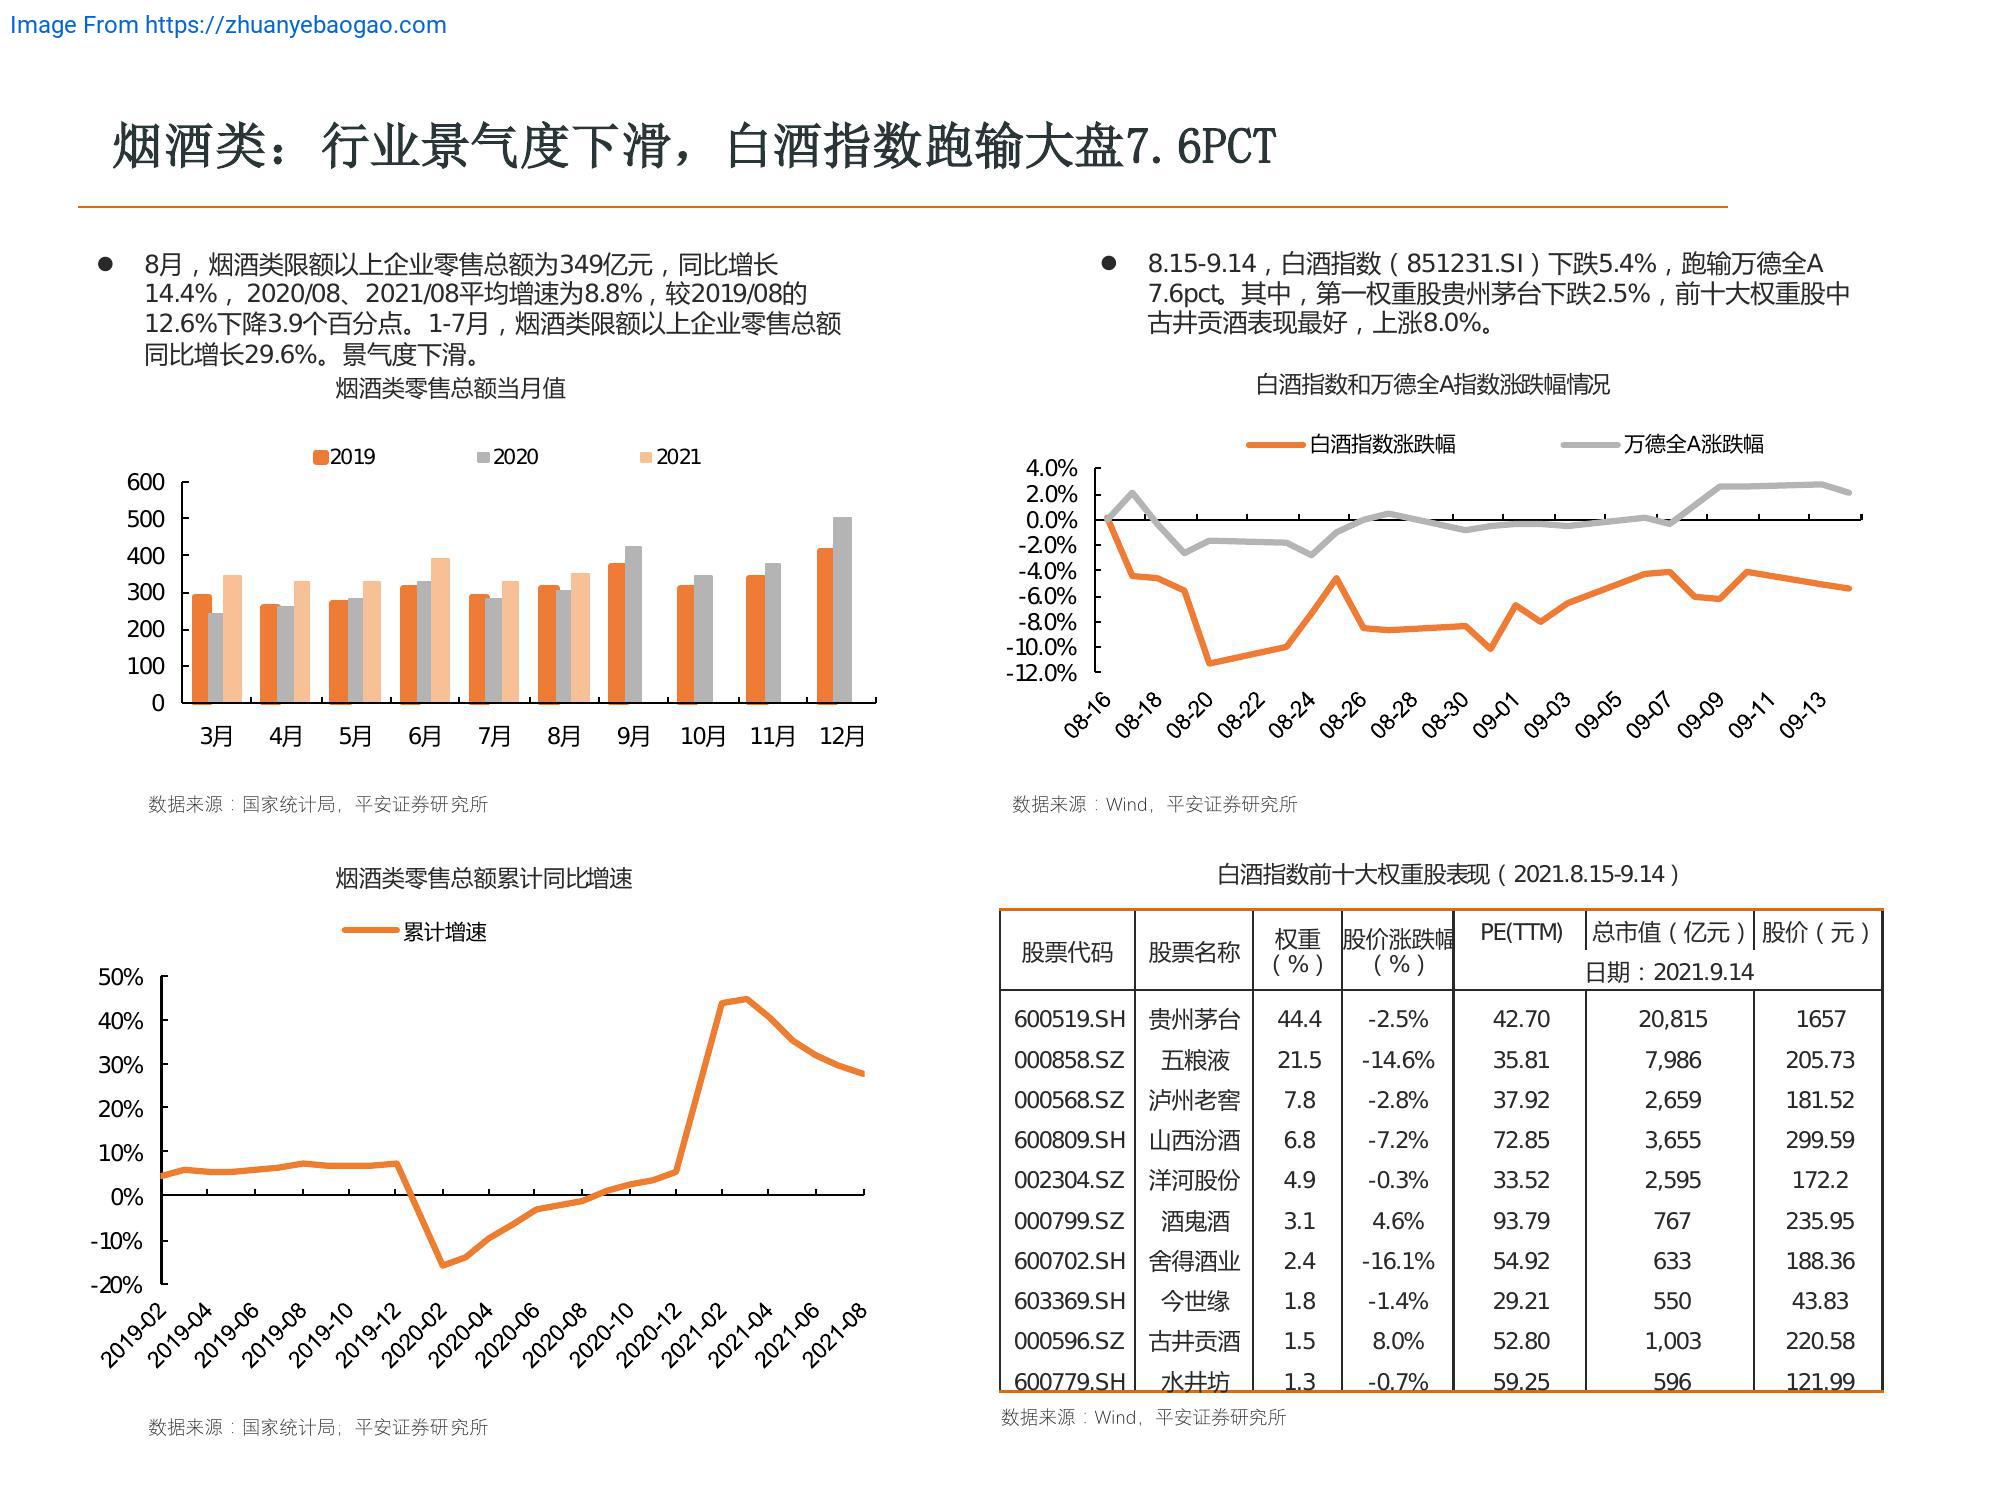 Image From https://zhuanyebaogao.com
烟酒类：行业景气度下滑，白酒指数跑输大盘7.6PCT
● 8月，烟酒类限额以上企业零售总额为349亿元，同比增长
14.4%，2020/08、2021/08平均增速为8.8%，较2019/08的
12.6%下降3.9个百分点。1-7月，烟酒类限额以上企业零售总额
同比增长29.6%。景气度下滑。
烟酒类零售总额当月值
2019 2020 2021
600
500
400
300
200
100
0
3月 4月 5月 6月 7月 8月 9月 10月 11月 12月
数据来源：国家统计局，平安证券研究所
● 8.15-9.14，白酒指数（851231.SI）下跌5.4%，跑输万德全A
7.6pct。其中，第一权重股贵州茅台下跌2.5%，前十大权重股中
古井贡酒表现最好，上涨8.0%。
白酒指数和万德全A指数涨跌幅情况
白酒指数涨跌幅 万德全A涨跌幅
4.0%
2.0%
0.0%
-2.0%
-4.0%
-6.0%
-8.0%
-10.0%
-12.0%
08-16 08-18 08-20 08-22 08-24 08-26 08-28 08-30 09-01 09-03 09-05 09-07 09-09 09-11 09-13
数据来源：Wind，平安证券研究所
烟酒类零售总额累计同比增速
累计增速
50%
40%
30%
20%
10%
0%
-10%
-20%
2019-02 2019-04 2019-06 2019-08 2019-10 2019-12 2020-02 2020-04 2020-06 2020-08 2020-10 2020-12 2021-02 2021-04 2021-06 2021-08
数据来源：国家统计局；平安证券研究所
白酒指数前十大权重股表现（2021.8.15-9.14）
股票代码 股票名称 权重（%） 股价涨跌幅（%） PE(TTM) 总市值（亿元） 股价（元）
日期：2021.9.14
600519.SH 贵州茅台 44.4 -2.5% 42.70 20,815 1657
000858.SZ 五粮液 21.5 -14.6% 35.81 7,986 205.73
000568.SZ 泸州老窖 7.8 -2.8% 37.92 2,659 181.52
600809.SH 山西汾酒 6.8 -7.2% 72.85 3,655 299.59
002304.SZ 洋河股份 4.9 -0.3% 33.52 2,595 172.2
000799.SZ 酒鬼酒 3.1 4.6% 93.79 767 235.95
600702.SH 舍得酒业 2.4 -16.1% 54.92 633 188.36
603369.SH 今世缘 1.8 -1.4% 29.21 550 43.83
000596.SZ 古井贡酒 1.5 8.0% 52.80 1,003 220.58
600779.SH 水井坊 1.3 -0.7% 59.25 596 121.99
数据来源：Wind，平安证券研究所